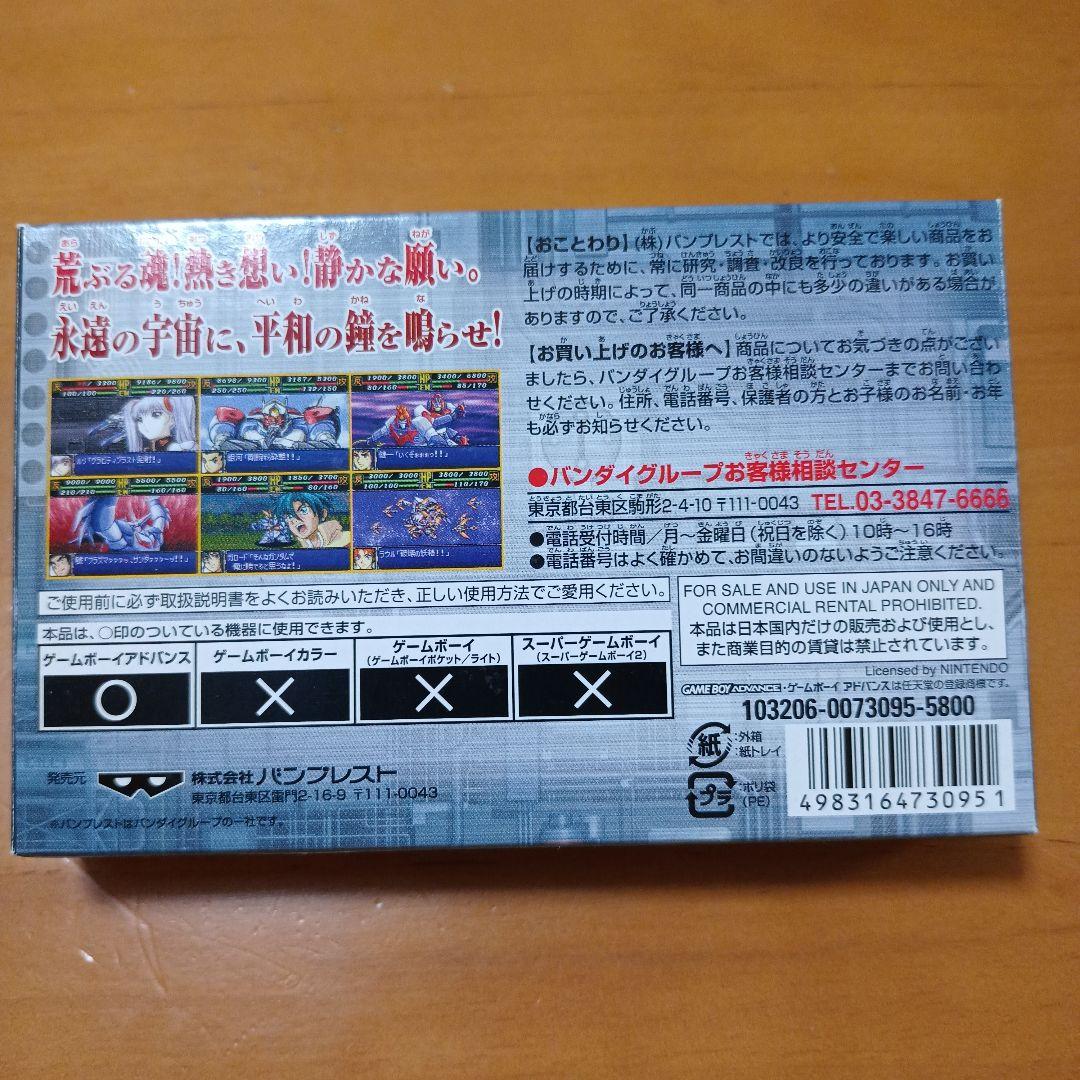 荒ぶる魂!熱き想い!静かな願い。
永遠の宇宙に、平和の鐘を鳴らせ!
【おことわり】(株)バンプレストでは、より安全で楽しい商品をお
届けするために、常に研究・調査・改良を行っております。お買い
上げの時期によって、同一商品の中にも多少の違いがある場合が
ありますので、ご了承ください。
【お買い上げのお客様へ】商品についてお気づきの点がござい
ましたら、バンダイグループお客様相談センターまでお問い合わ
せください。住所、電話番号、保護者の方とお子様のお名前・お年
も必ずお知らせください。
●バンダイグループお客様相談センター
東京都台東区駒形2-4-10 〒111-0043 TEL.03-3847-6666
●電話受付時間/月〜金曜日(祝日を除く)10時〜16時
●電話番号はよく確かめて、お間違いのないようご注意ください。
ご使用前に必ず取扱説明書をよくお読みいただき、正しい使用方法でご愛用ください。
本品は、○印のついている機器に使用できます。
ゲームボーイアドバンス
○
ゲームボーイカラー
×
ゲームボーイ
(ゲームボーイポケット/ライト)
×
スーパーゲームボーイ
(スーパーゲームボーイ2)
×
FOR SALE AND USE IN JAPAN ONLY AND
COMMERCIAL RENTAL PROHIBITED.
本品は日本国内だけの販売および使用とし、
また商業目的の賃貸は禁止されています。
Licensed by NINTENDO
GAME BOY ADVANCE・ゲームボーイ アドバンスは任天堂の登録商標です。
103206-0073095-5800
紙
:外箱
:紙トレイ
プラ
:ポリ袋
(PE)
4983164730951
発売元
株式会社 バンプレスト
東京都台東区雷門2-16-9 〒111-0043
※バンプレストはバンダイグループの一社です。